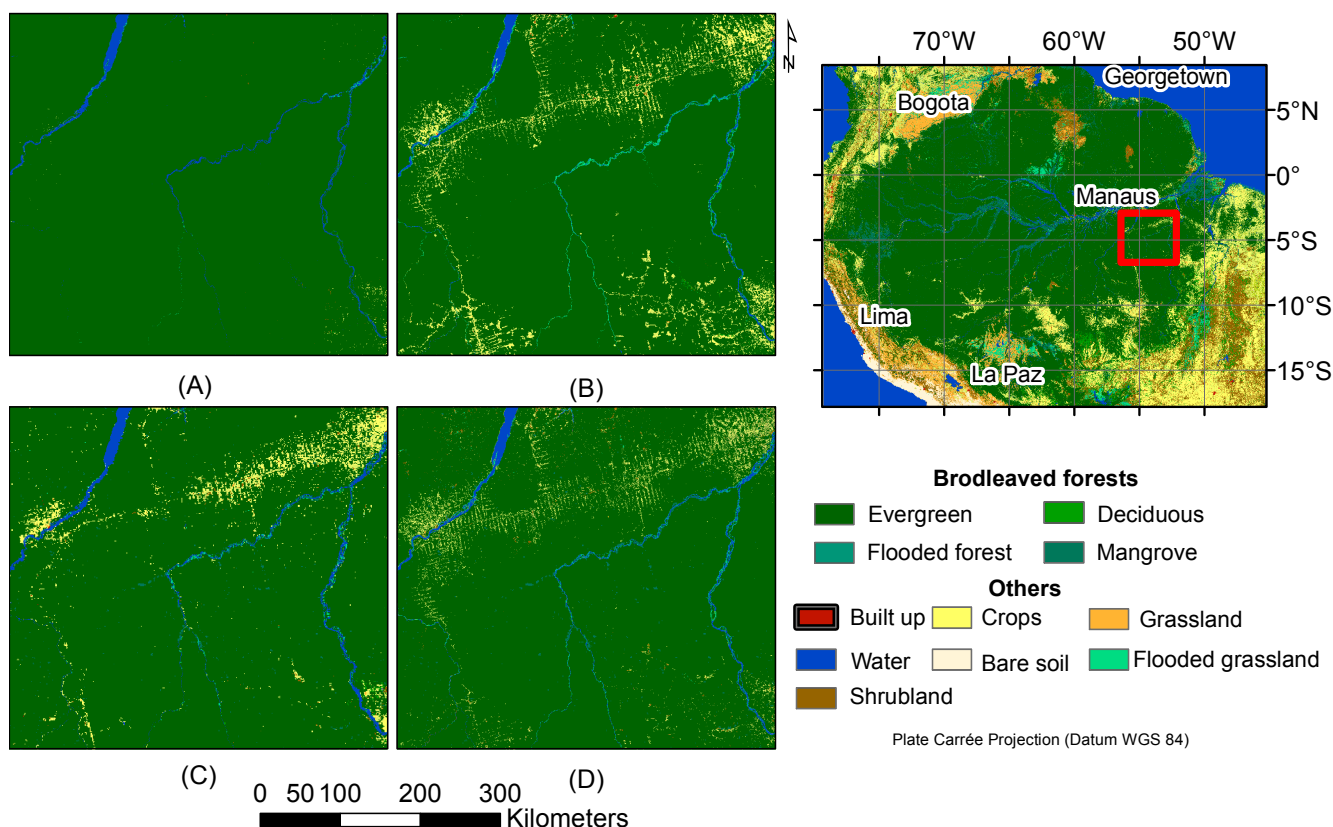 (A)
(B)
(C)
(D)
0 50 100 200 300
Kilometers
N
70°W 60°W 50°W
Georgetown
Bogota
5°N
0°
Manaus
5°S
10°S
Lima
La Paz
15°S
Brodleaved forests
Evergreen Deciduous
Flooded forest Mangrove
Others
Built up Crops Grassland
Water Bare soil Flooded grassland
Shrubland
Plate Carrée Projection (Datum WGS 84)